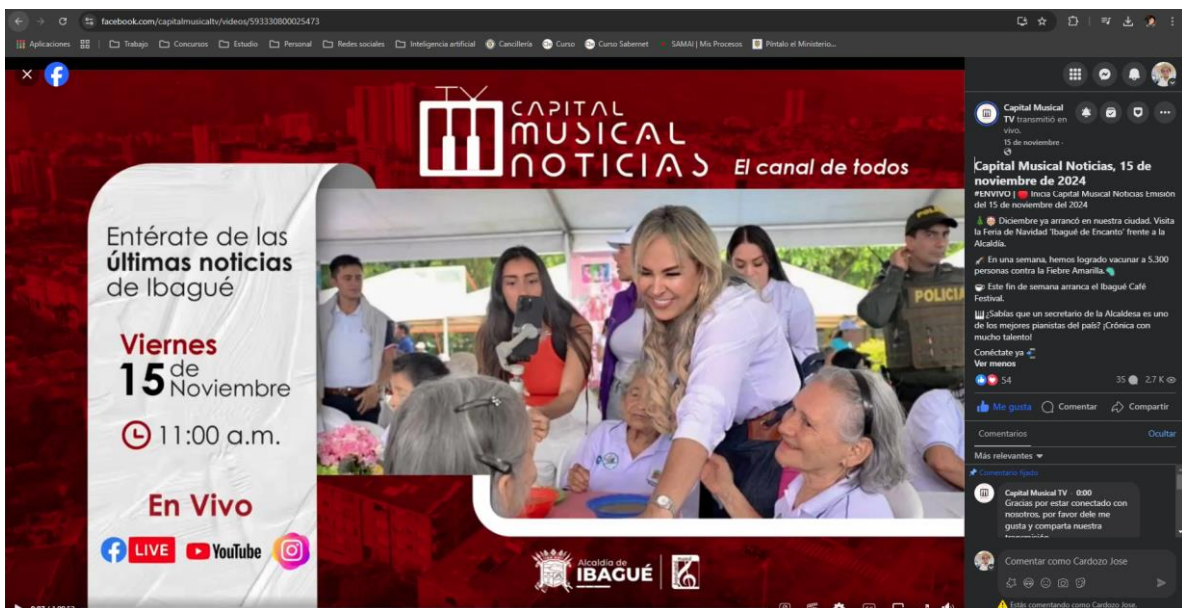 facebook.com/capitalmusicaltv/videos/593330800025473
Aplicaciones
Trabajo
Concursos
Estudio
Personal
Redes sociales
Inteligencia artificial
Cancillería
Curso
Curso Sabernet
SAMAI | Mis Procesos
Píntalo el Ministerio...
TV
CAPITAL
MUSICAL
NOTICIAS
El canal de todos
Entérate de las
últimas noticias
de Ibagué
Viernes
15 de
Noviembre
11:00 a.m.
En Vivo
LIVE
YouTube
POLICIA
Alcaldía de
IBAGUÉ
Capital Musical
TV transmitió en
vivo.
15 de noviembre ·
Capital Musical Noticias, 15 de
noviembre de 2024
#ENVIVO | Inicia Capital Musical Noticias Emisión
del 15 de noviembre del 2024
Diciembre ya arrancó en nuestra ciudad. Visita
la Feria de Navidad 'Ibagué de Encanto' frente a la
Alcaldía.
En una semana, hemos logrado vacunar a 5.300
personas contra la Fiebre Amarilla.
Este fin de semana arranca el Ibagué Café
Festival.
¿Sabías que un secretario de la Alcaldesa es uno
de los mejores pianistas del país? ¡Crónica con
mucho talento!
Conéctate ya
Ver menos
54
35
2.7 K
Me gusta
Comentar
Compartir
Comentarios
Ocultar
Más relevantes
Comentario fijado
Capital Musical TV · 0:00
Gracias por estar conectado con
nosotros, por favor dele me
gusta y comparta nuestra
transmisión
Comentar como Cardozo Jose
Estás comentando como Cardozo Jose.